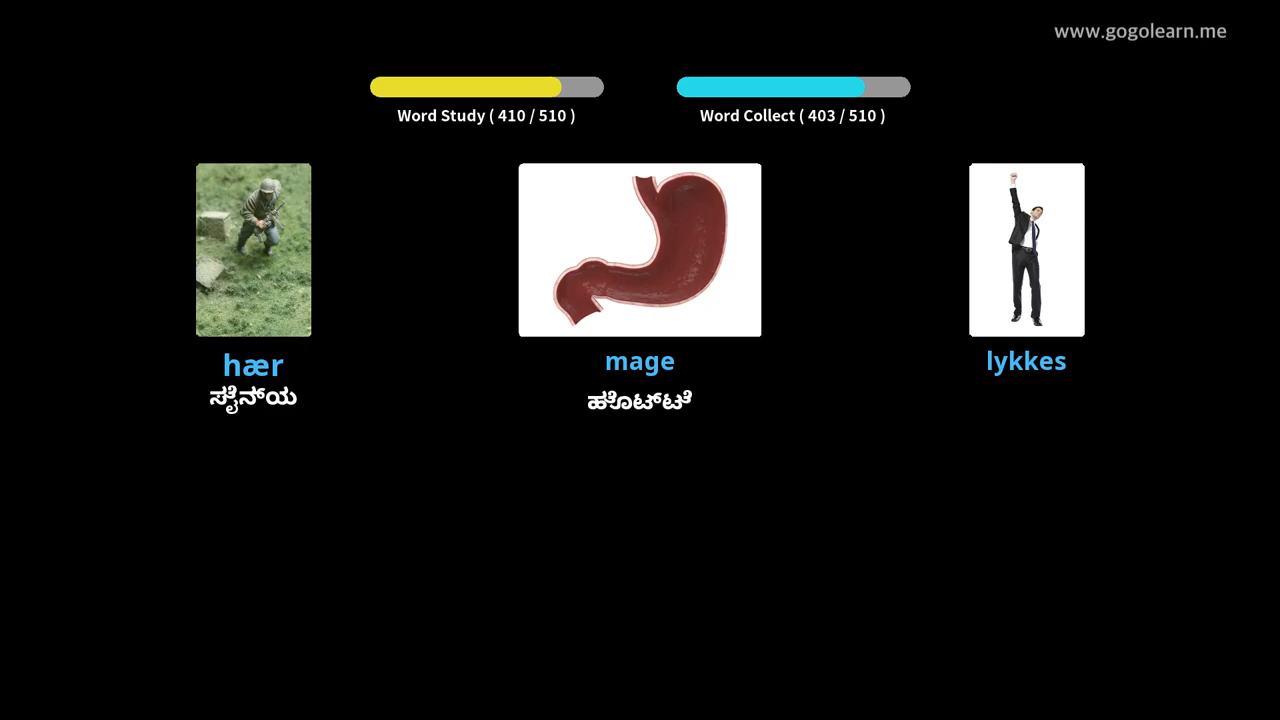 www.gogolearn.me
Word Study ( 410 / 510 )
Word Collect ( 403 / 510 )
hær
mage
lykkes
ಸೈನ್ಯ
ಹೊಟ್ಟೆ